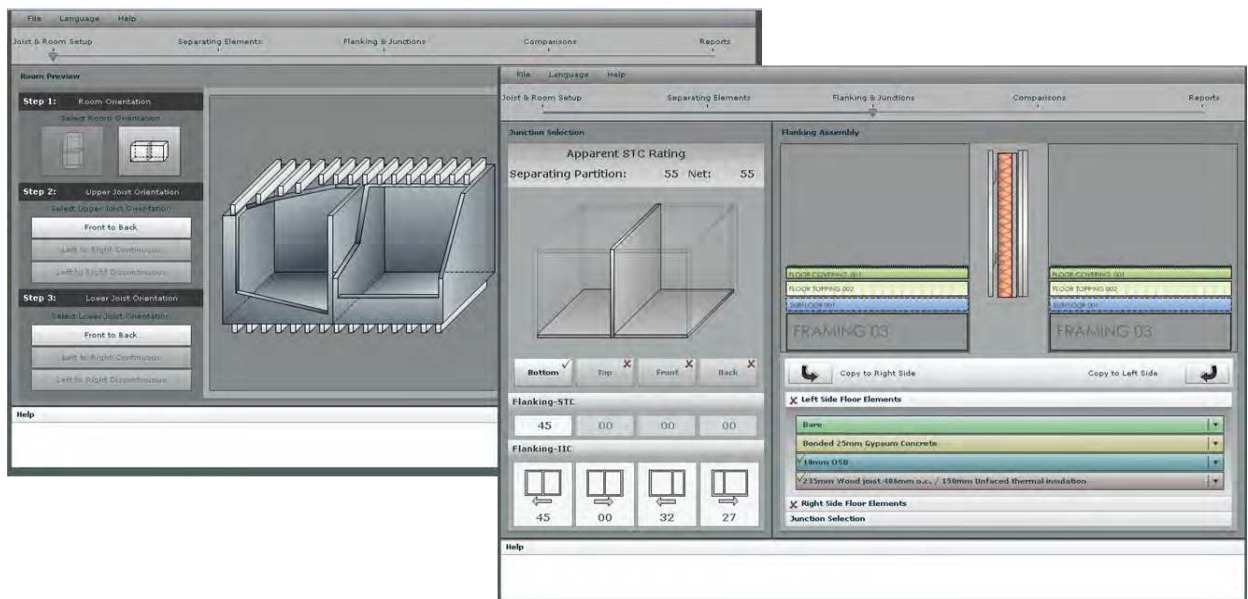 File Language Help
Joist & Room Setup Separating Elements Flanking & Junctions Comparisons Reports
Room Preview
Step 1: Room Orientation
Select Room Orientation
Step 2: Upper Joist Orientation
Select Upper Joist Orientation
Front to Back
Left to Right Continuous
Left to Right Discontinuous
Step 3: Lower Joist Orientation
Select Lower Joist Orientation
Front to Back
Left to Right Continuous
Left to Right Discontinuous
Help
File Language Help
Joist & Room Setup Separating Elements Flanking & Junctions Comparisons Reports
Junction Selection
Apparent STC Rating
Separating Partition: 55 Net: 55
Bottom Top Front Back
Flanking-STC
45 00 00 00
Flanking-IIC
45 00 32 27
Flanking Assembly
FLOOR COVERING 001 FLOOR COVERING 001
FLOOR TOPPING 002 FLOOR TOPPING 002
SUBFLOOR 001 SUBFLOOR 001
FRAMING 03 FRAMING 03
Copy to Right Side Copy to Left Side
Left Side Floor Elements
Bare
Bonded 25mm Gypsum Concrete
18mm OSB
235mm Wood joist 406mm o.c. / 150mm Unfaced thermal insulation
Right Side Floor Elements
Junction Selection
Help